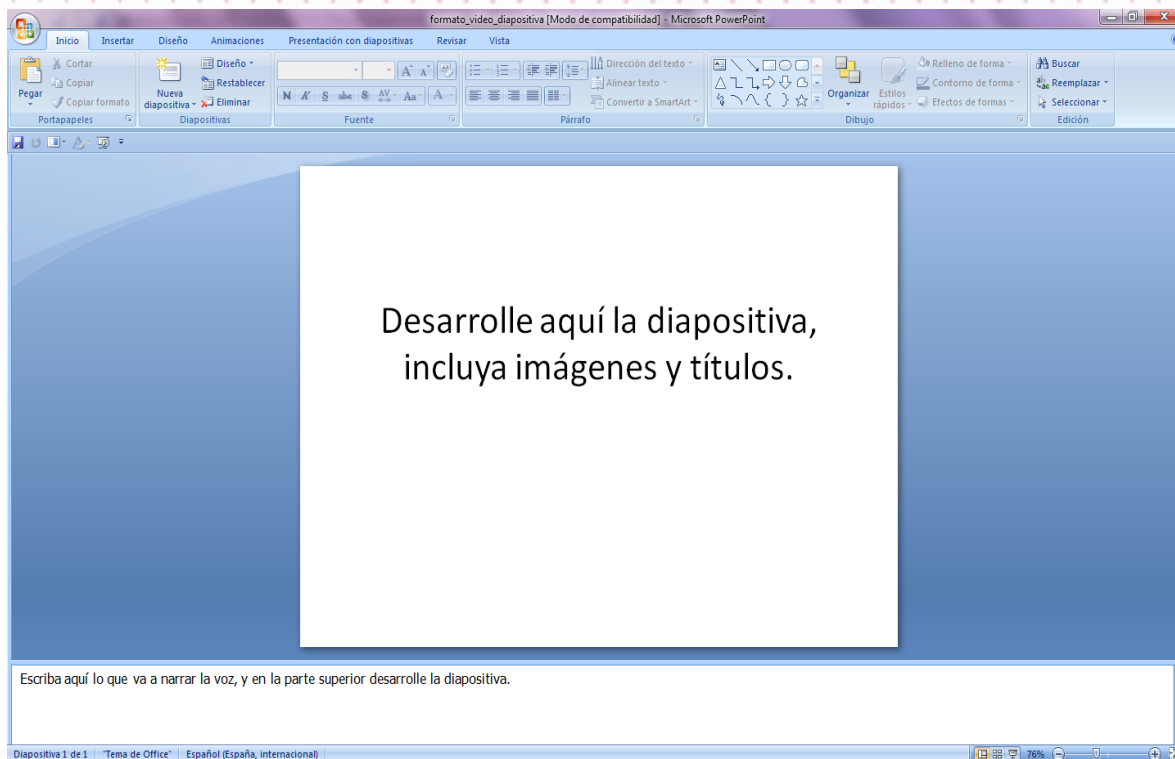 formato_video_diapositiva [Modo de compatibilidad] - Microsoft PowerPoint
Inicio Insertar Diseño Animaciones Presentación con diapositivas Revisar Vista
Pegar
Cortar
Copiar
Copiar formato
Portapapeles
Nueva diapositiva
Diseño
Restablecer
Eliminar
Diapositivas
N K S abc S AV Aa A
Fuente
Dirección del texto
Alinear texto
Convertir a SmartArt
Párrafo
Organizar
Estilos rápidos
Relleno de forma
Contorno de forma
Efectos de formas
Dibujo
Buscar
Reemplazar
Seleccionar
Edición
Desarrolle aquí la diapositiva,
incluya imágenes y títulos.
Escriba aquí lo que va a narrar la voz, y en la parte superior desarrolle la diapositiva.
Diapositiva 1 de 1 "Tema de Office" Español (España, internacional) 76%